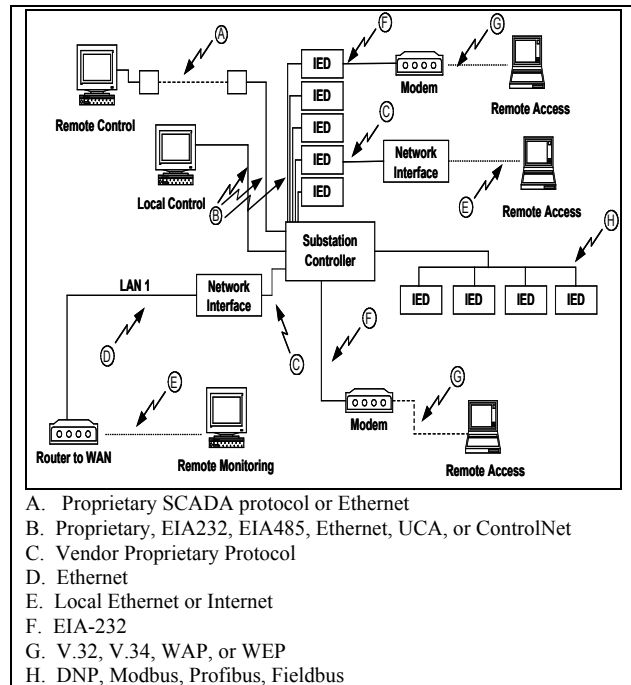 A
F
G
IED
Modem
Remote Access
Remote Control
IED
IED
C
Local Control
B
IED
Network
Interface
Remote Access
E
IED
H
Substation
Controller
LAN 1
Network
Interface
IED IED IED IED
D
C
F
E
G
Modem
Router to WAN
Remote Monitoring
Remote Access
A. Proprietary SCADA protocol or Ethernet
B. Proprietary, EIA232, EIA485, Ethernet, UCA, or ControlNet
C. Vendor Proprietary Protocol
D. Ethernet
E. Local Ethernet or Internet
F. EIA-232
G. V.32, V.34, WAP, or WEP
H. DNP, Modbus, Profibus, Fieldbus